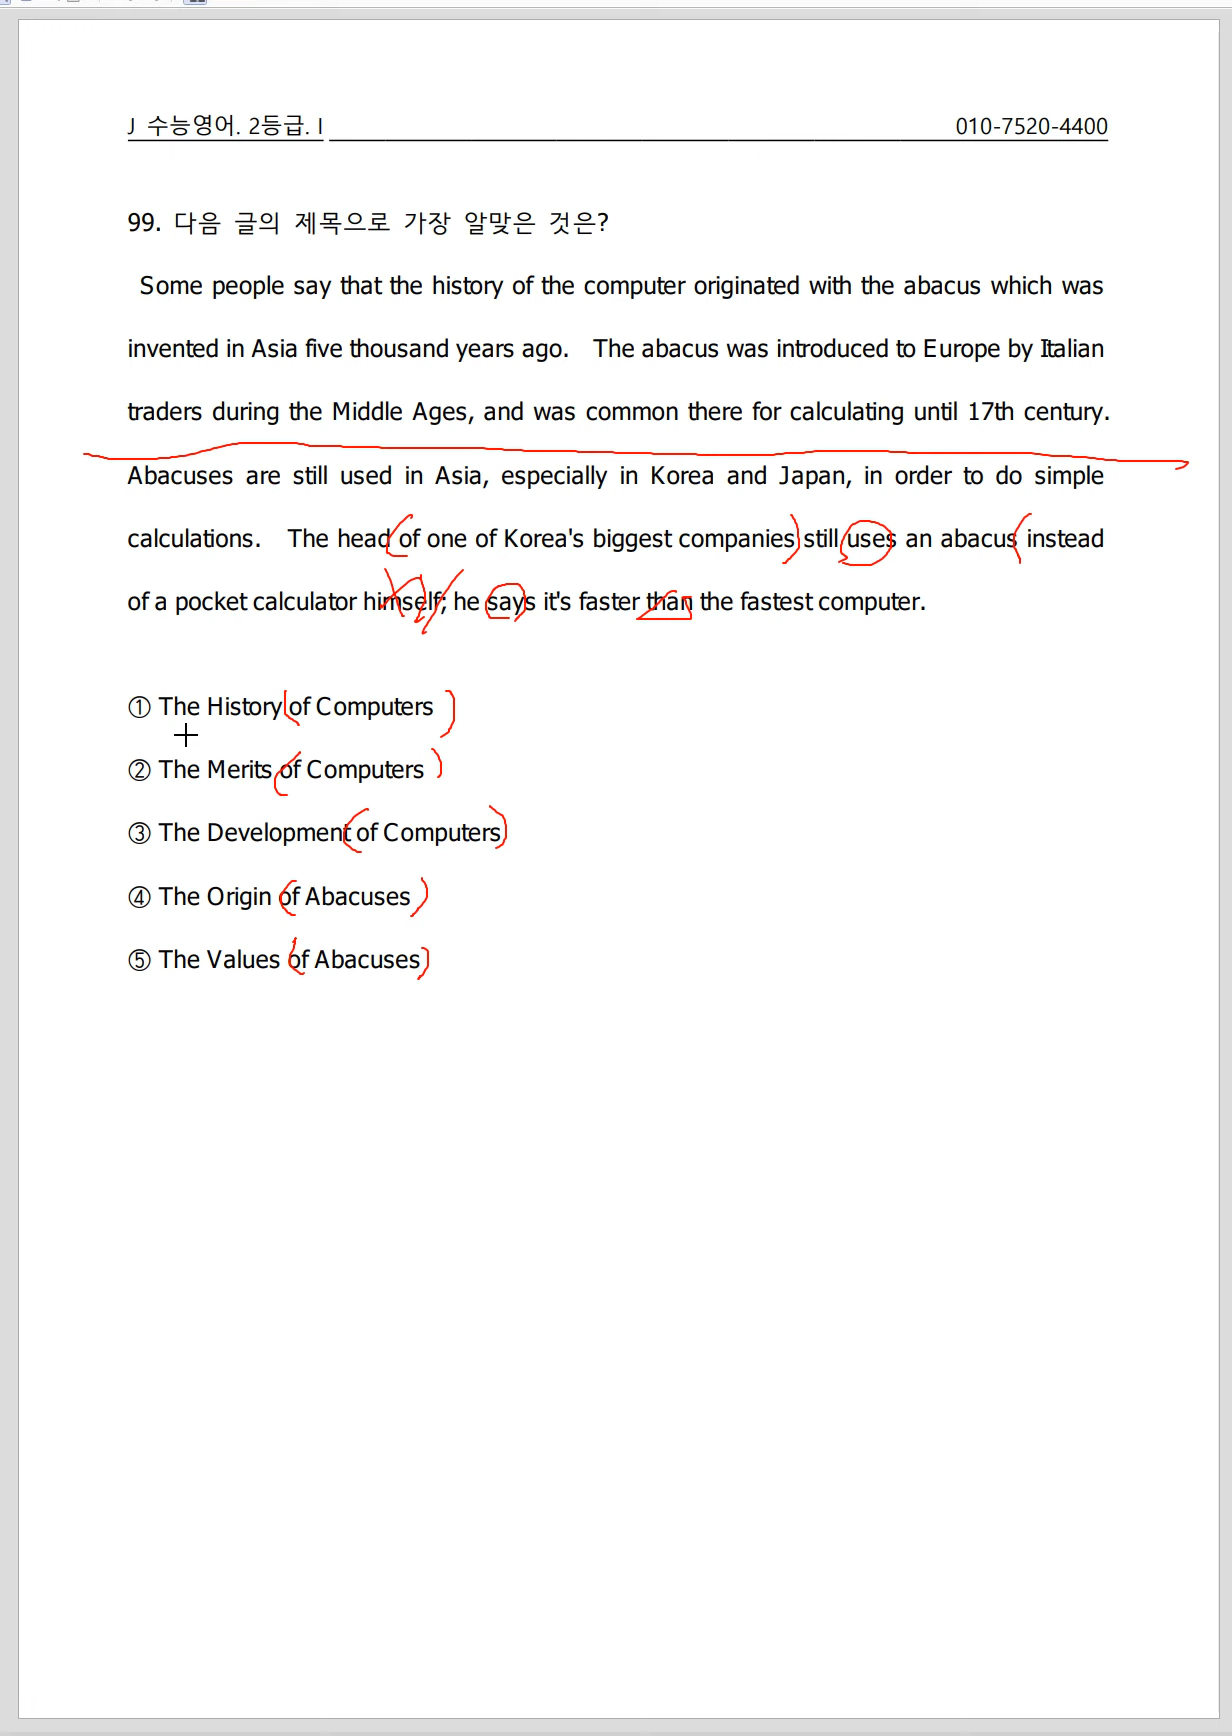 J 수능영어. 2등급. I 010-7520-4400
99. 다음 글의 제목으로 가장 알맞은 것은?
Some people say that the history of the computer originated with the abacus which was
invented in Asia five thousand years ago. The abacus was introduced to Europe by Italian
traders during the Middle Ages, and was common there for calculating until 17th century.
Abacuses are still used in Asia, especially in Korea and Japan, in order to do simple
calculations. The head of one of Korea's biggest companies still uses an abacus instead
of a pocket calculator himself; he says it's faster than the fastest computer.
① The History of Computers
② The Merits of Computers
③ The Development of Computers
④ The Origin of Abacuses
⑤ The Values of Abacuses